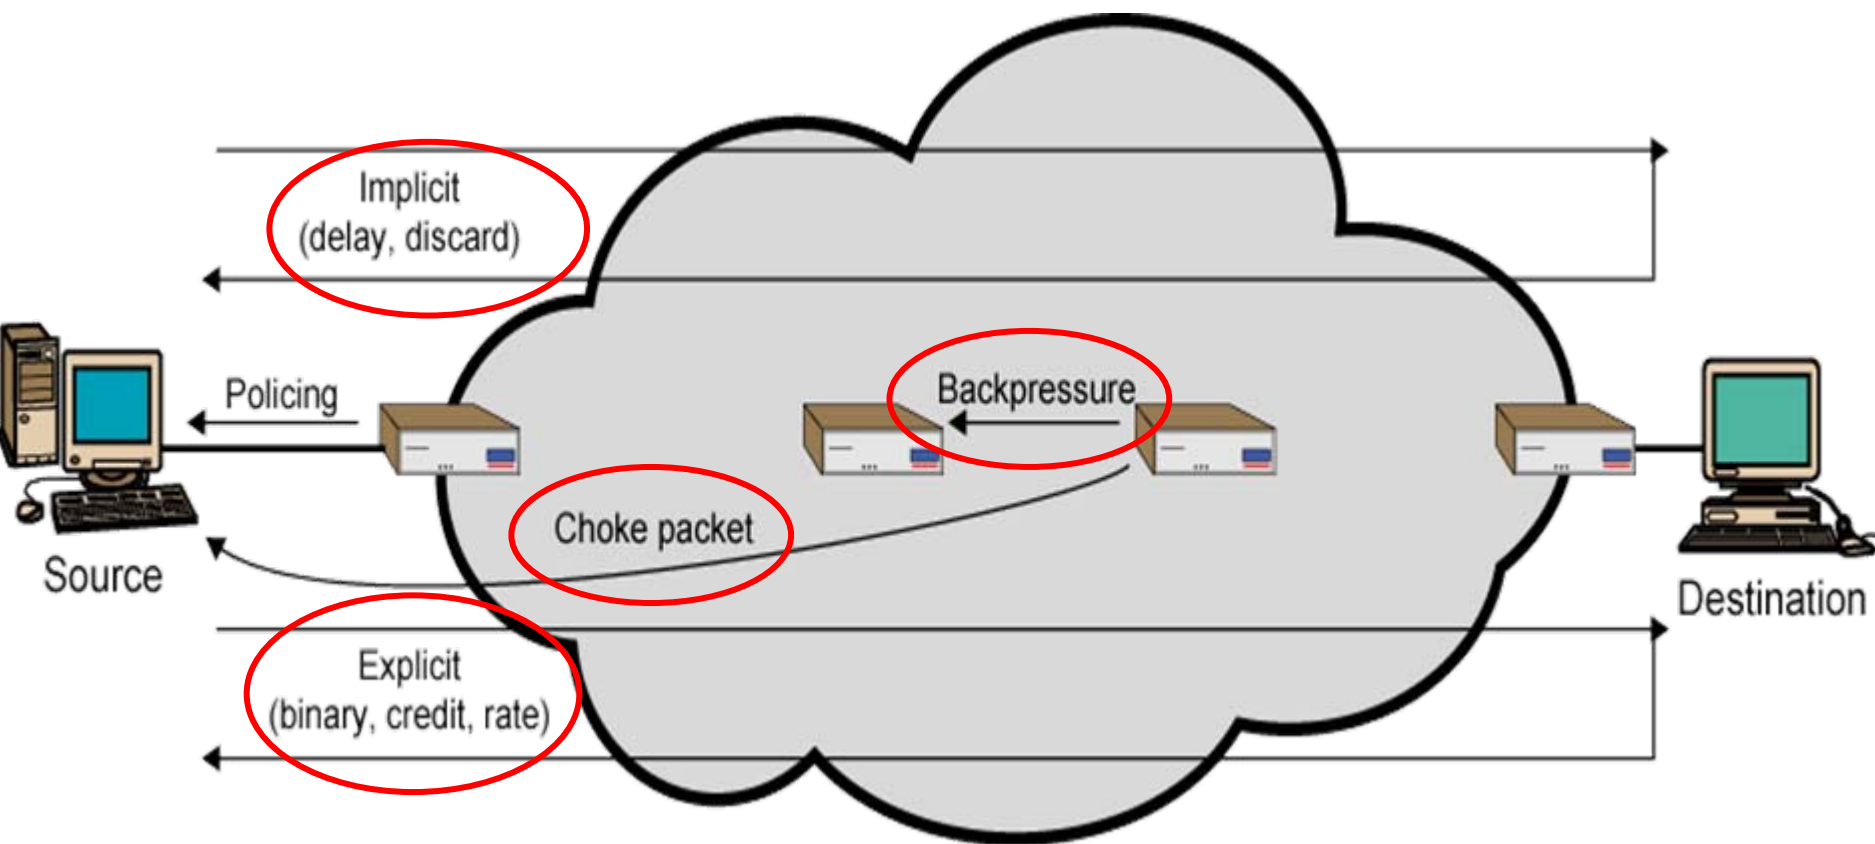 Implicit
(delay, discard)
Policing
Backpressure
Choke packet
Source
Destination
Explicit
(binary, credit, rate)